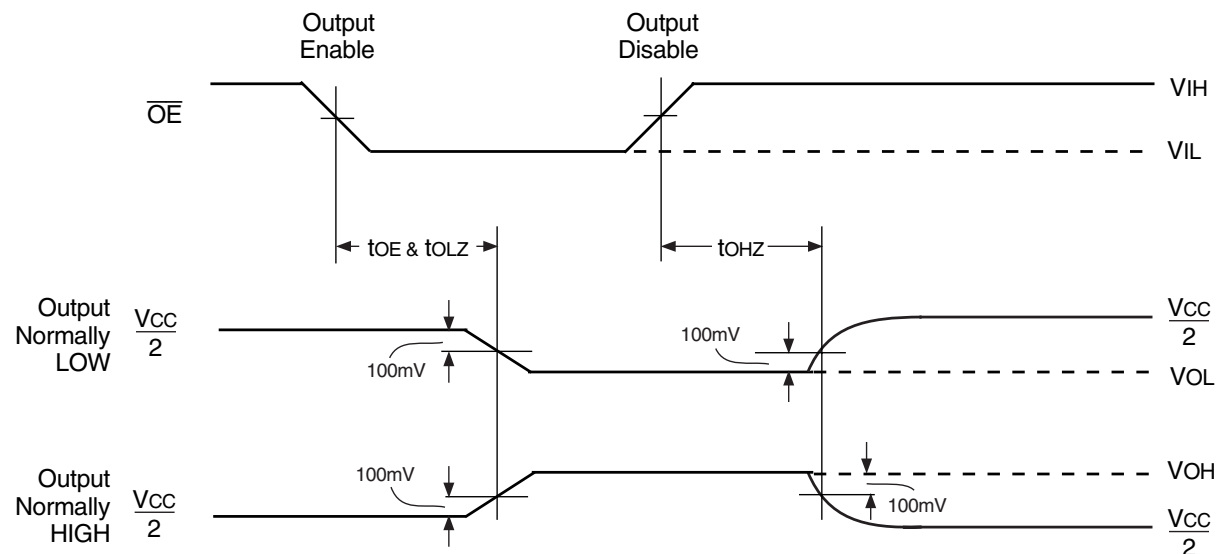 Output
Enable
Output
Disable
OE
VIH
VIL
tOE & tOLZ
tOHZ
Output
Normally
LOW
VCC
2
100mV
100mV
VCC
2
VOL
Output
Normally
HIGH
VCC
2
100mV
VOH
100mV
VCC
2